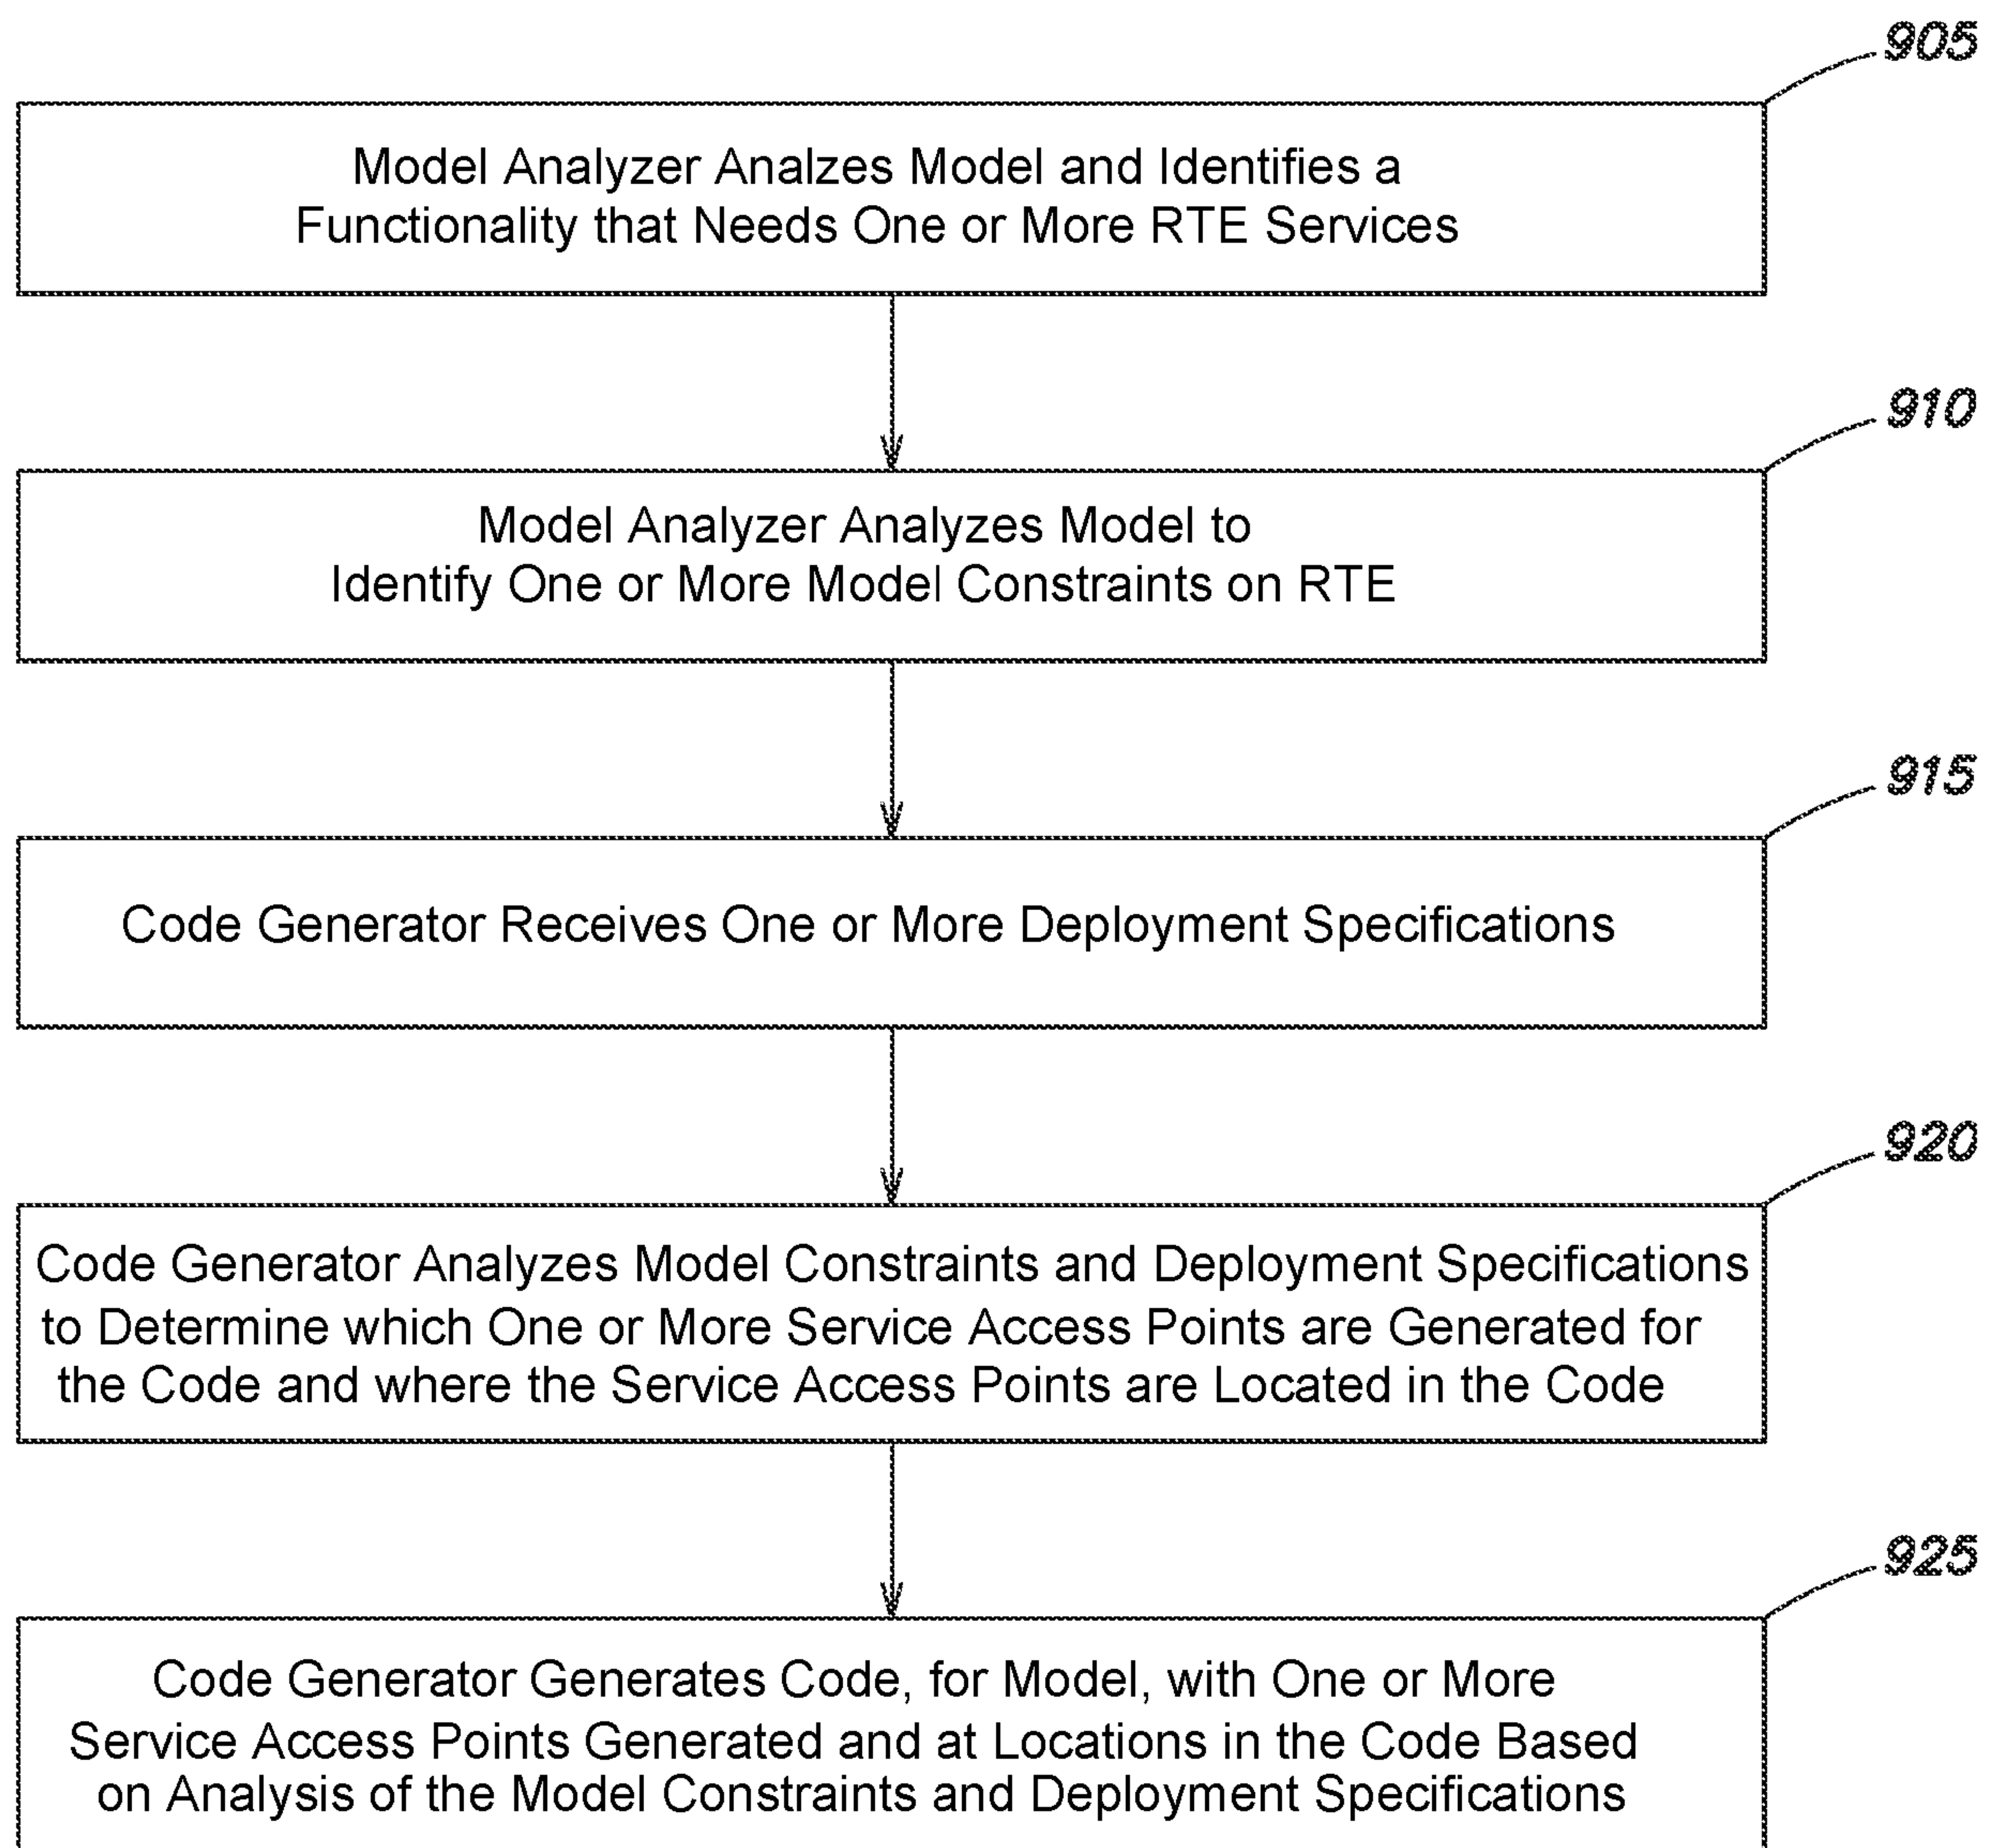 905
Model Analyzer Analzes Model and Identifies a
Functionality that Needs One or More RTE Services
910
Model Analyzer Analyzes Model to
Identify One or More Model Constraints on RTE
915
Code Generator Receives One or More Deployment Specifications
920
Code Generator Analyzes Model Constraints and Deployment Specifications
to Determine which One or More Service Access Points are Generated for
the Code and where the Service Access Points are Located in the Code
925
Code Generator Generates Code, for Model, with One or More
Service Access Points Generated and at Locations in the Code Based
on Analysis of the Model Constraints and Deployment Specifications